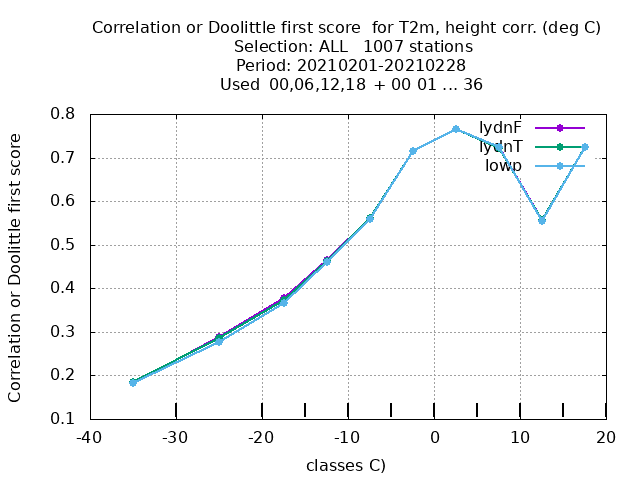 Correlation or Doolittle first score  for T2m, height corr. (deg C)
Selection: ALL   1007 stations
Period: 20210201-20210228
Used  00,06,12,18  + 00 01 ... 36
Correlation or Doolittle first score
0.8
0.7
0.6
0.5
0.4
0.3
0.2
0.1
lydnF
lydnT
lowp
-40 -30 -20 -10 0 10 20
classes C)